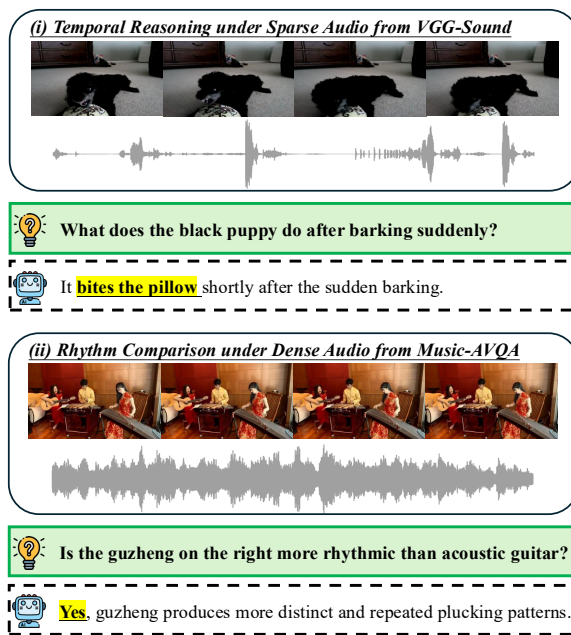 (i) Temporal Reasoning under Sparse Audio from VGG-Sound
What does the black puppy do after barking suddenly?
It bites the pillow shortly after the sudden barking.
(ii) Rhythm Comparison under Dense Audio from Music-AVQA
Is the guzheng on the right more rhythmic than acoustic guitar?
Yes, guzheng produces more distinct and repeated plucking patterns.